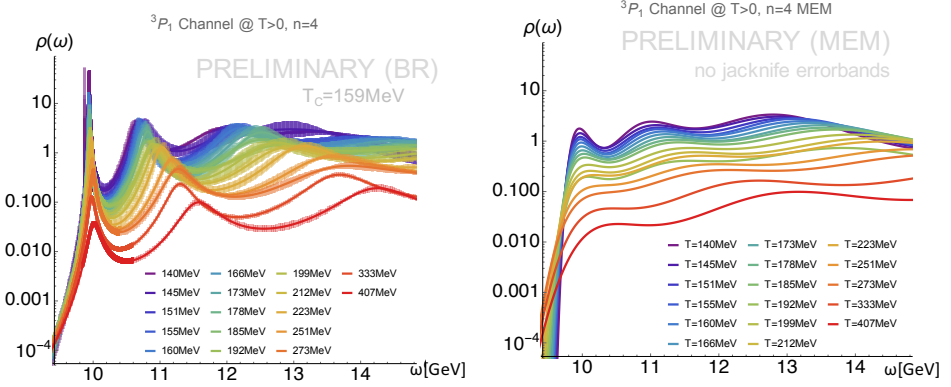 ³P₁ Channel @ T>0, n=4
ρ(ω)
PRELIMINARY (BR)
T_C=159MeV
10
1
0.100
0.010
0.001
10⁻⁴
140MeV 166MeV 199MeV 333MeV
145MeV 173MeV 212MeV 407MeV
151MeV 178MeV 223MeV
155MeV 185MeV 251MeV
160MeV 192MeV 273MeV
10 11 12 13 14
ω[GeV]
³P₁ Channel @ T>0, n=4 MEM
ρ(ω)
PRELIMINARY (MEM)
no jacknife errorbands
10
1
0.100
0.010
0.001
10⁻⁴
T=140MeV T=173MeV T=223MeV
T=145MeV T=178MeV T=251MeV
T=151MeV T=185MeV T=273MeV
T=155MeV T=192MeV T=333MeV
T=160MeV T=199MeV T=407MeV
T=166MeV T=212MeV
10 11 12 13 14
ω[GeV]